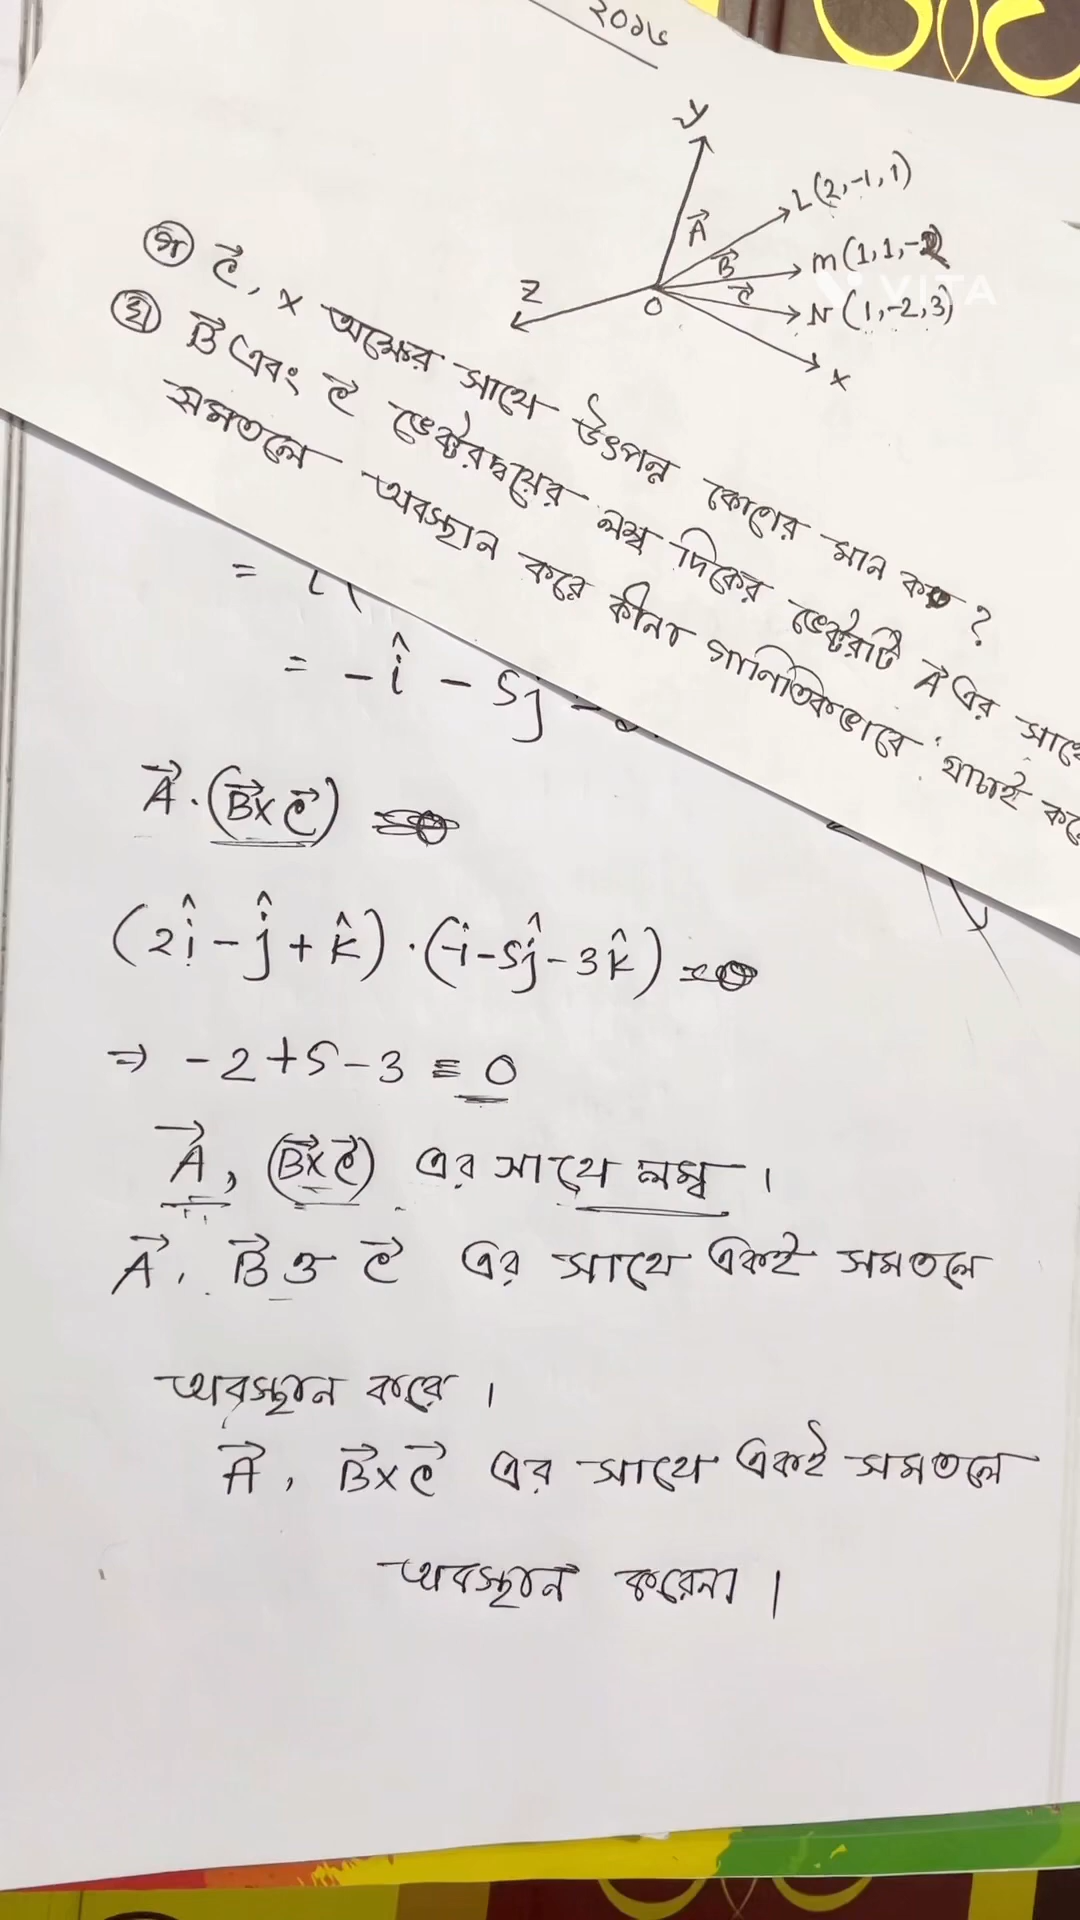 ২০১৬
y
L(2,-1,1)
A
B
M(1,1,-2)
VITA
C
N(1,-2,3)
Z
O
x
গ) C, x অক্ষের সাথে উৎপন্ন কোণের মান কত ?
ঘ) B এবং C ভেক্টরদ্বয়ের লম্ব দিকের ভেক্টরটি A এর সাথে
সমতলে অবস্থান করে কীনা গাণিতিকভাবে যাচাই কর
= -î - 5j -
A⃗.(B⃗×C⃗)
(2î-ĵ+k̂).(-i-5ĵ-3k̂)
⇒ -2+5-3 = 0
A⃗, (B⃗×C⃗) এর সাথে লম্ব ।
A⃗, B⃗ ও C⃗ এর সাথে একই সমতলে
অবস্থান করে ।
A⃗, B⃗×C⃗ এর সাথে একই সমতলে
অবস্থান করেনা ।